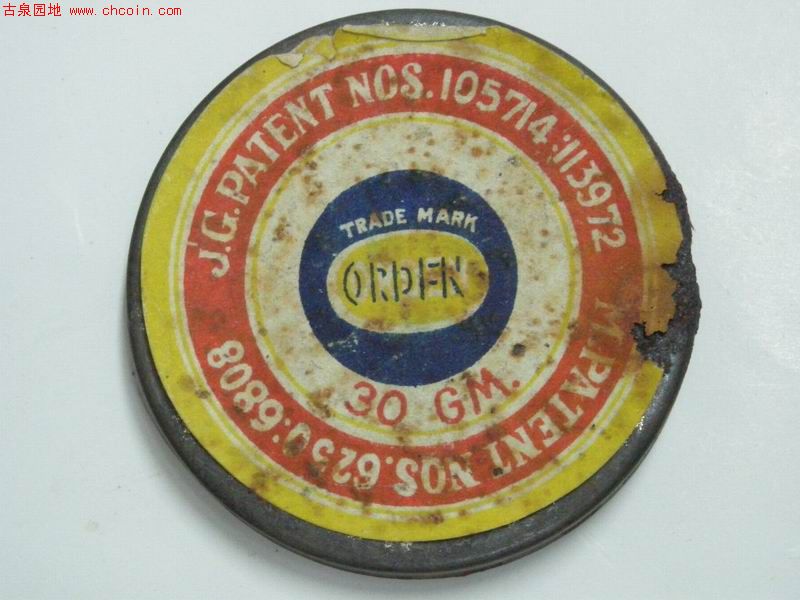 古泉园地 www.chcoin.com
J.G.PATENT NOS.105714:113972
M.PATENT NOS.6250:6808
TRADE MARK
ORDEN
30 GM.